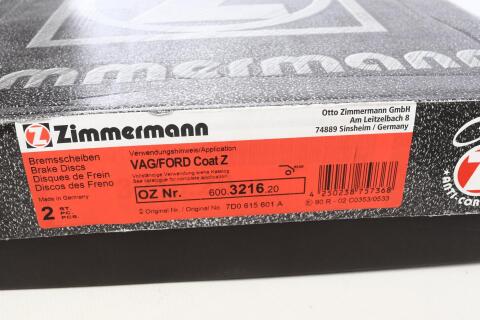 mmermann
Zimmermann
Otto Zimmermann GmbH
Am Leitzelbach 8
74889 Sinsheim / Germany
Bremsscheiben
Brake Discs
Disques de Frein
Discos del Freno
Made in Germany
2 ST. PC. PCS.
Verwendungshinweis/Application
VAG/FORD Coat Z
Vollständige Verwendung siehe Katalog
See catalogue for complete application
OZ Nr. 600.3216.20
Original Nr. / Original No. 7D0 615 601 A
4 250238 757368
E 90 R - 02 C0353/0533